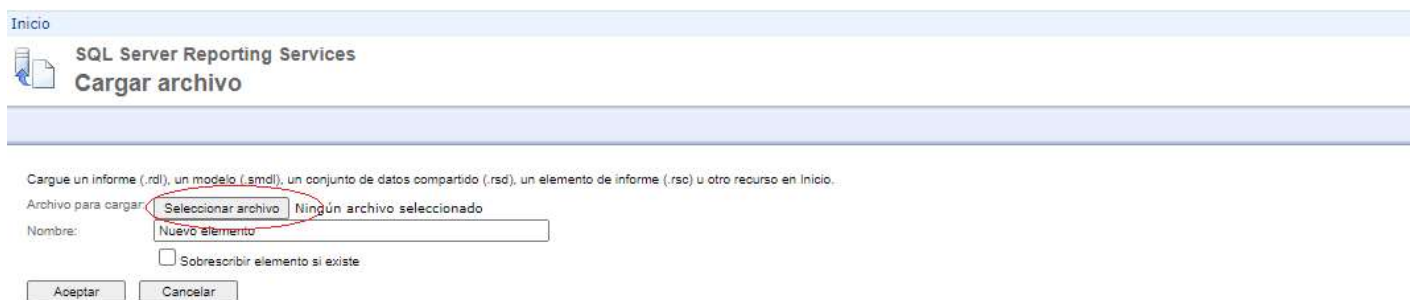 Inicio
SQL Server Reporting Services
Cargar archivo
Cargue un informe (.rdl), un modelo (.smdl), un conjunto de datos compartido (.rsd), un elemento de informe (.rsc) u otro recurso en Inicio.
Archivo para cargar: Seleccionar archivo Ningún archivo seleccionado
Nombre: Nuevo elemento
Sobrescribir elemento si existe
Aceptar Cancelar